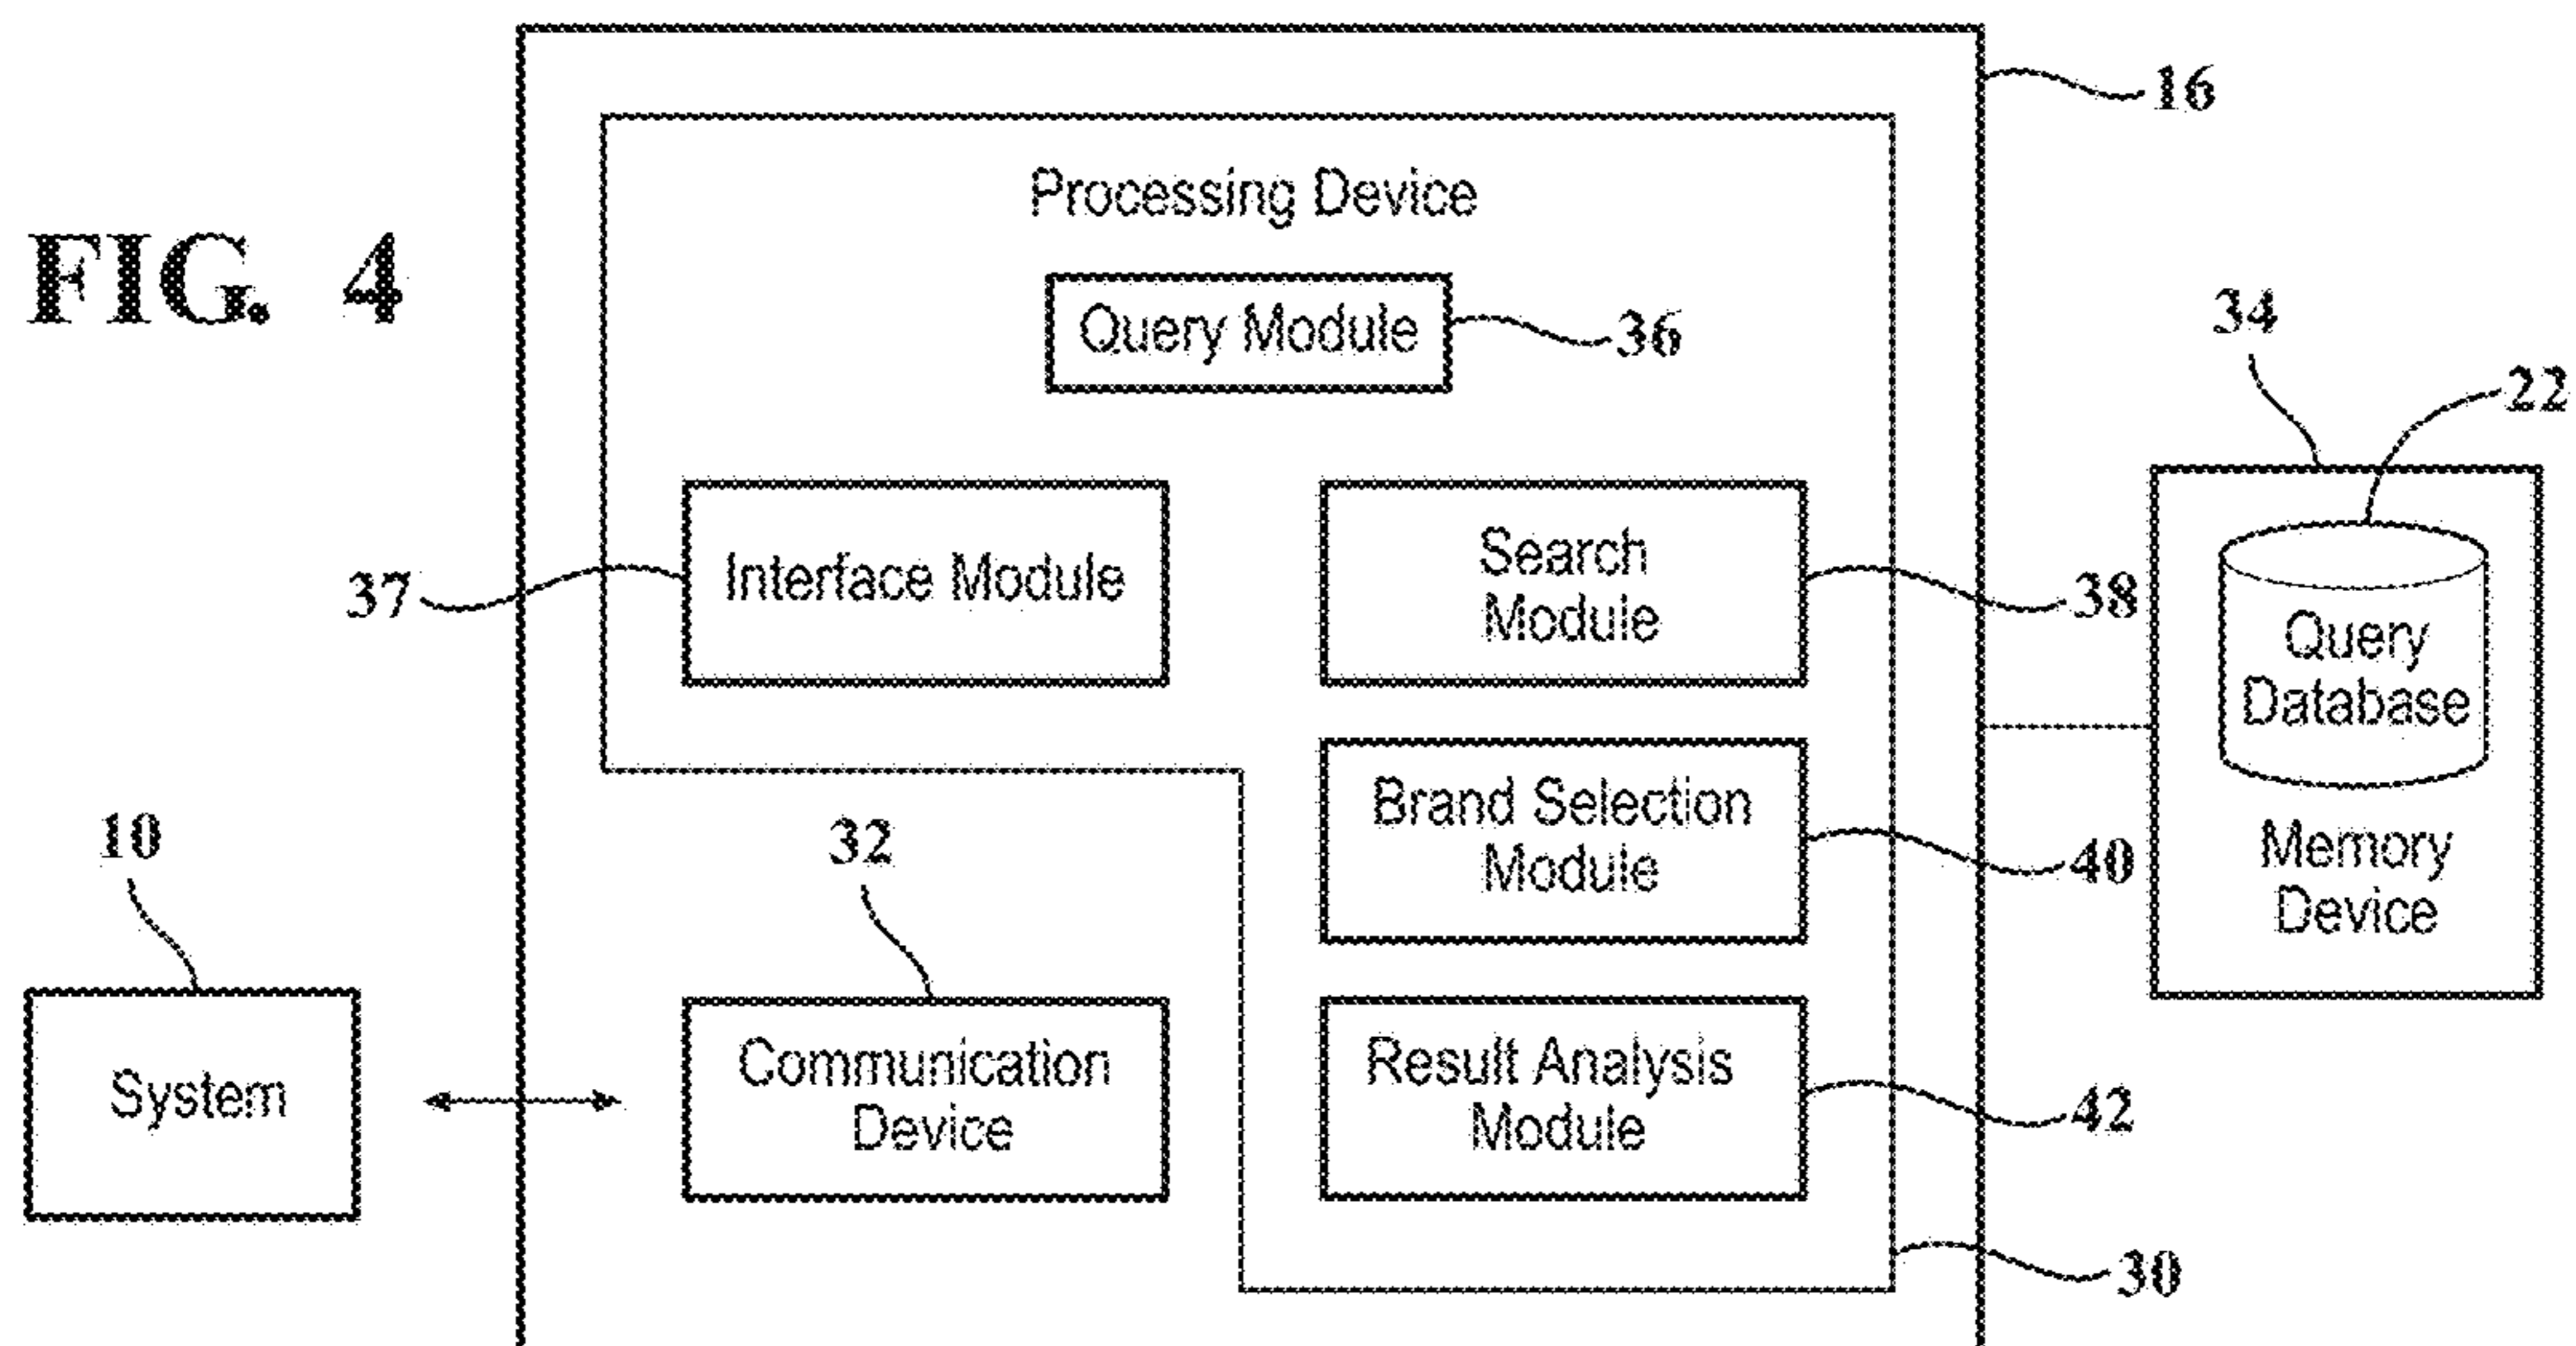 FIG. 4
16
Processing Device
Query Module
36
34
22
Interface Module
37
Search
Module
38
Query
Database
Memory
Device
Brand Selection
Module
40
10
System
32
Communication
Device
Result Analysis
Module
42
30